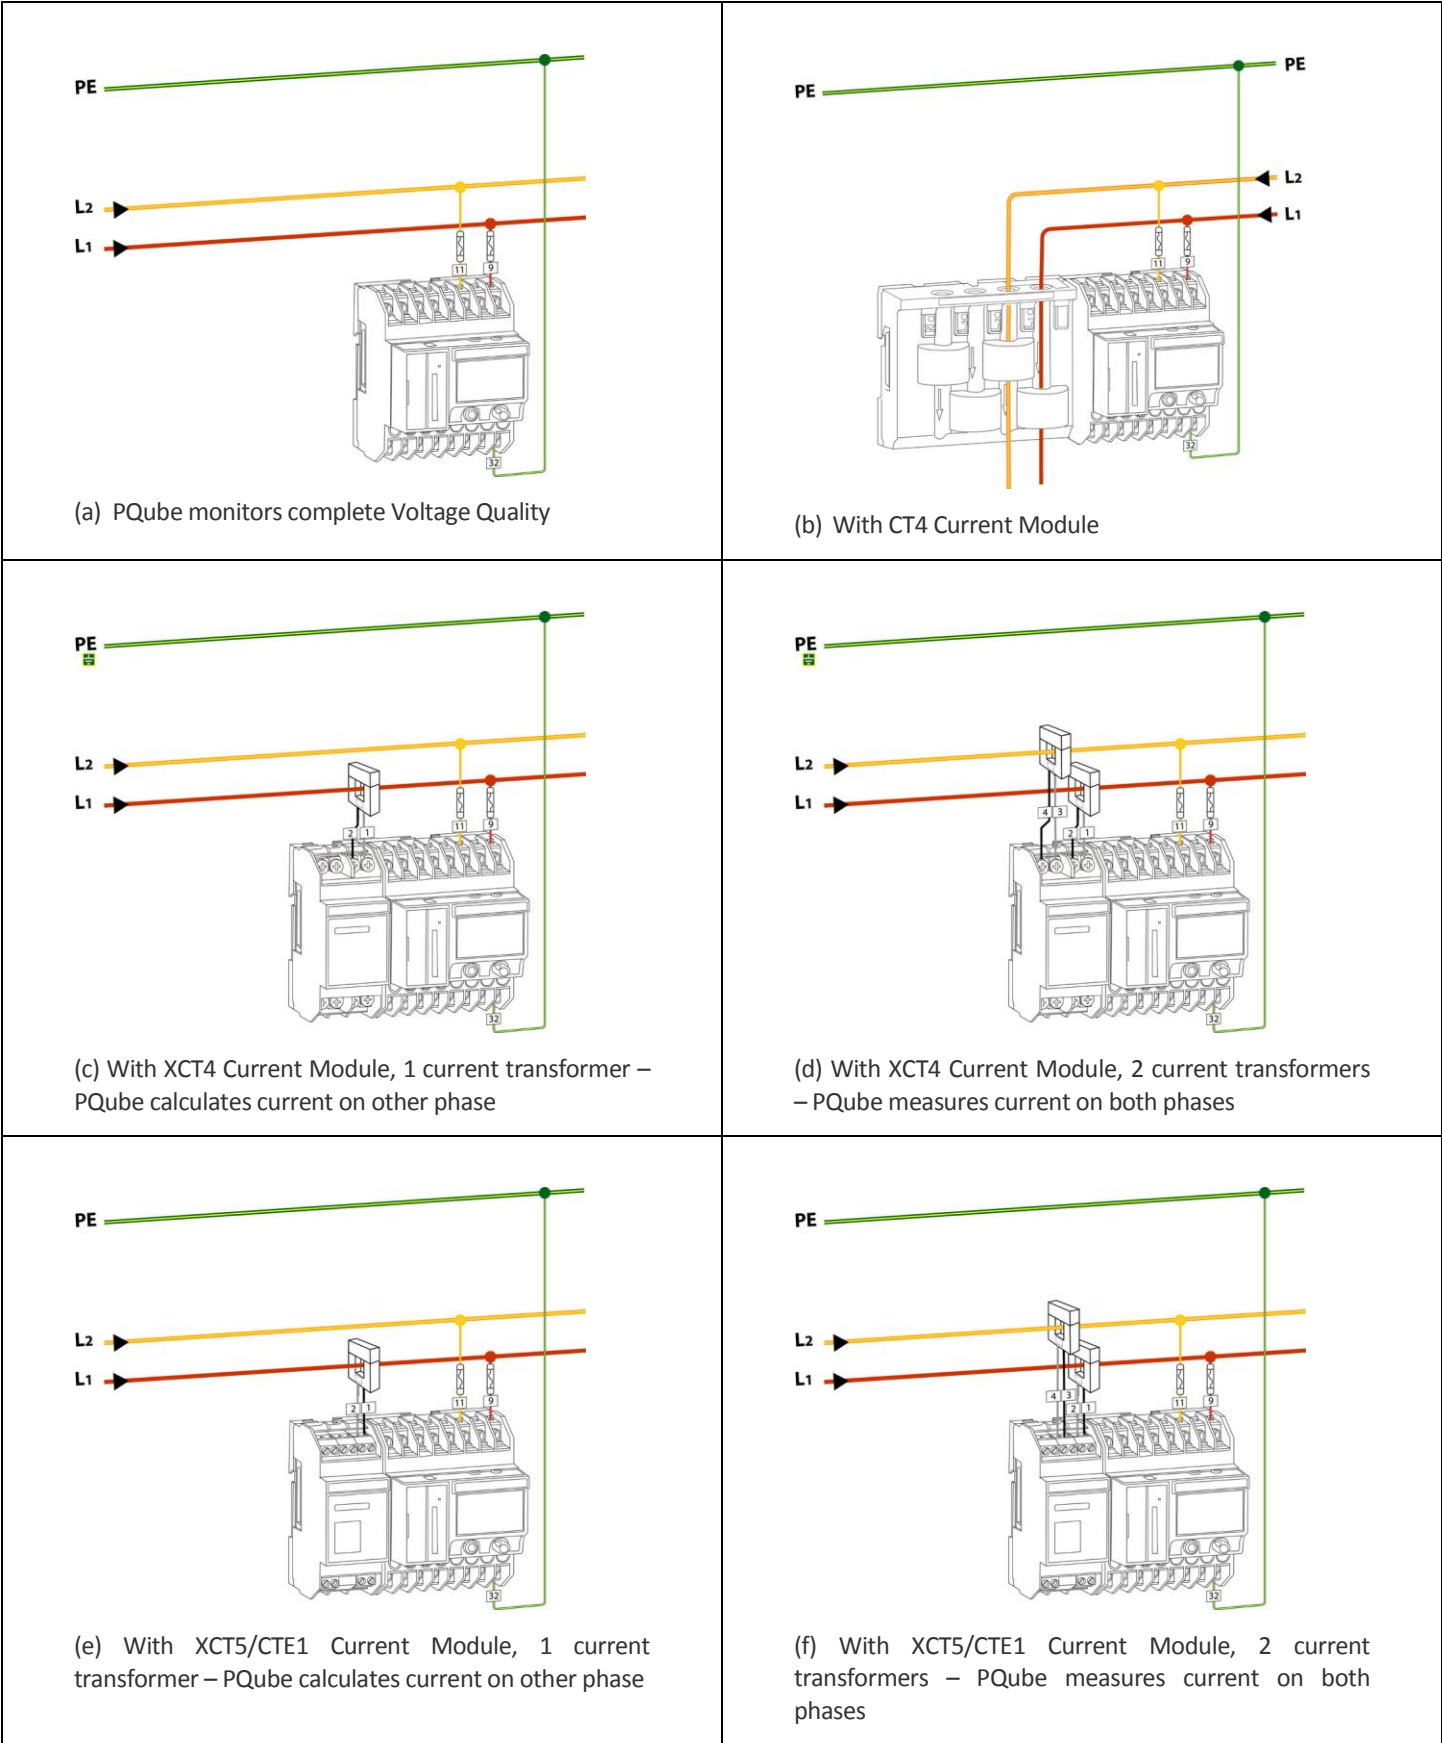 PE
L2
L1
11
9
32
(a) PQube monitors complete Voltage Quality
PE
PE
L2
L1
11
9
32
(b) With CT4 Current Module
PE
L2
L1
2 1
11
9
32
(c) With XCT4 Current Module, 1 current transformer –
PQube calculates current on other phase
PE
L2
L1
4 3
2 1
11
9
32
(d) With XCT4 Current Module, 2 current transformers
– PQube measures current on both phases
PE
L2
L1
2 1
11
9
32
(e) With XCT5/CTE1 Current Module, 1 current
transformer – PQube calculates current on other phase
PE
L2
L1
4 3
2 1
11
9
32
(f) With XCT5/CTE1 Current Module, 2 current
transformers – PQube measures current on both
phases